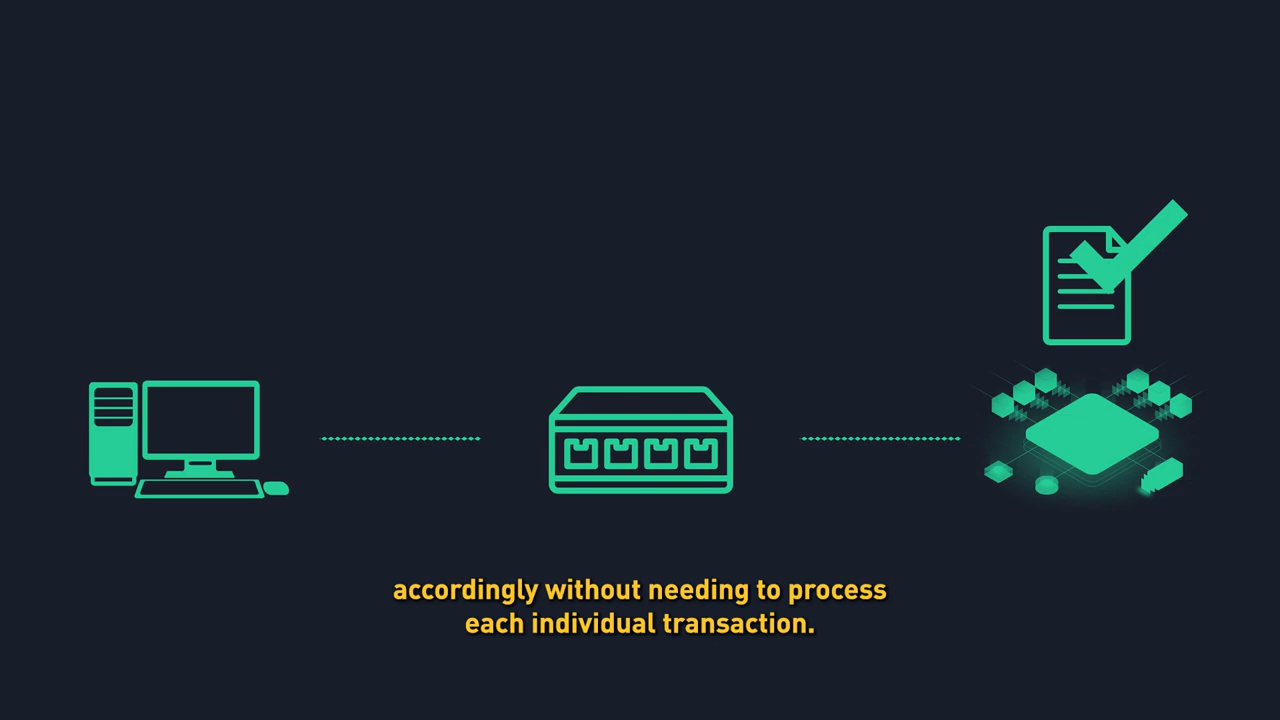 accordingly without needing to process
each individual transaction.